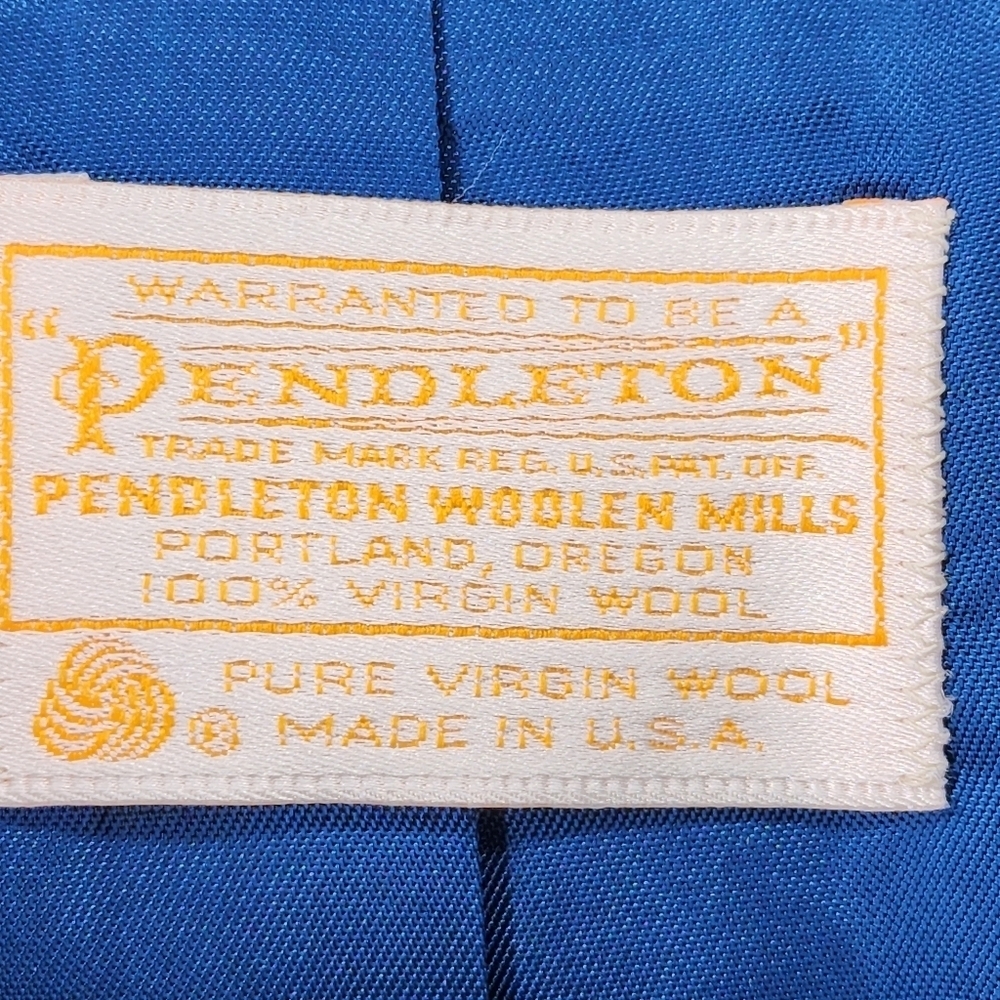 WARRANTED TO BE A
"PENDLETON"
TRADE MARK REG. U.S. PAT. OFF.
PENDLETON WOOLEN MILLS
PORTLAND, OREGON
100% VIRGIN WOOL
PURE VIRGIN WOOL
® MADE IN U.S.A.